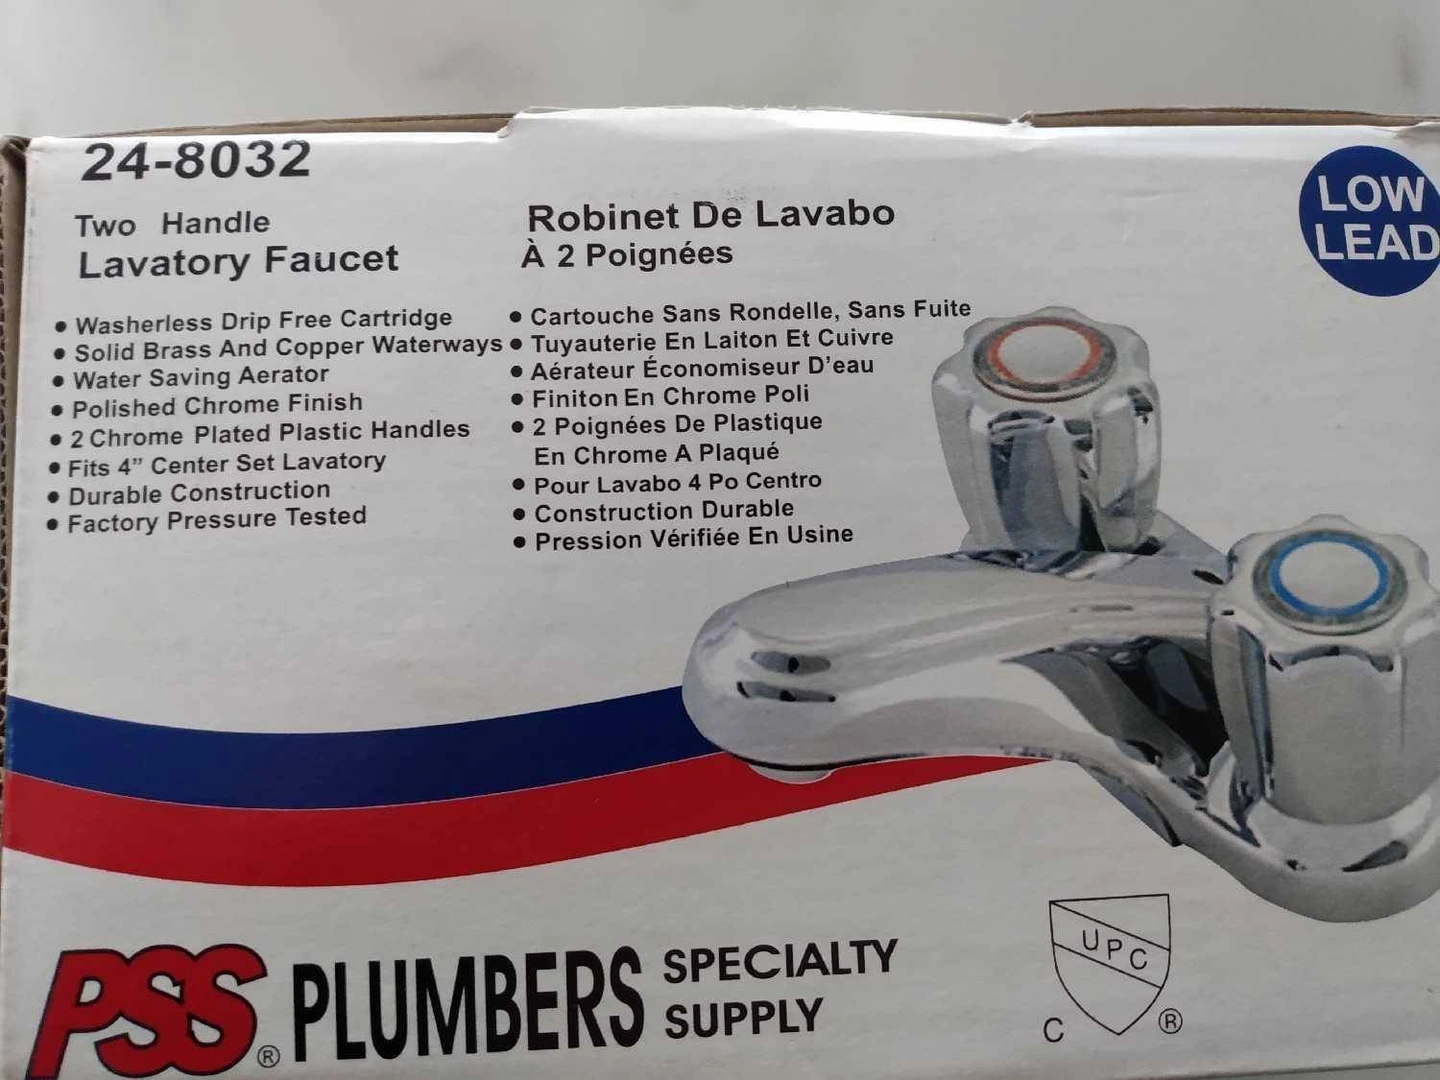 24-8032
Two Handle
Lavatory Faucet
• Washerless Drip Free Cartridge
• Solid Brass And Copper Waterways
• Water Saving Aerator
• Polished Chrome Finish
• 2 Chrome Plated Plastic Handles
• Fits 4” Center Set Lavatory
• Durable Construction
• Factory Pressure Tested
Robinet De Lavabo
À 2 Poignées
• Cartouche Sans Rondelle, Sans Fuite
• Tuyauterie En Laiton Et Cuivre
• Aérateur Économiseur D’eau
• Finiton En Chrome Poli
• 2 Poignées De Plastique
En Chrome A Plaqué
• Pour Lavabo 4 Po Centro
• Construction Durable
• Pression Vérifiée En Usine
LOW
LEAD
PSS® PLUMBERS
SPECIALTY
SUPPLY
UPC
C ®